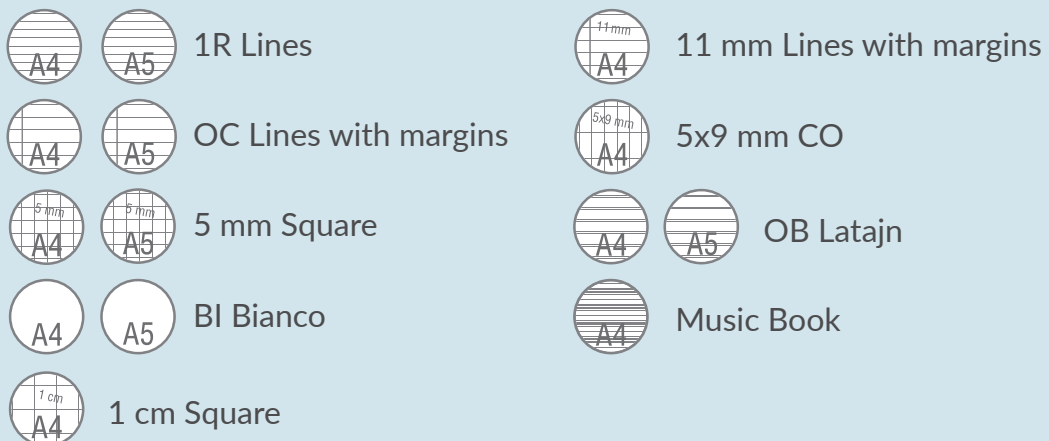 A4 A5 1R Lines
A4 A5 OC Lines with margins
5 mm A4 5 mm A5 5 mm Square
A4 A5 BI Bianco
1 cm A4 1 cm Square
11 mm A4 11 mm Lines with margins
5x9 mm A4 5x9 mm CO
A4 A5 OB Latajn
A4 Music Book